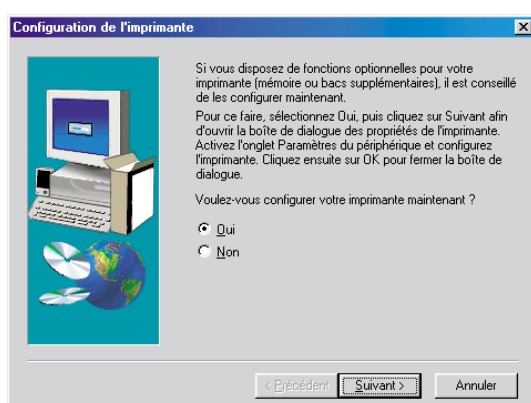 Configuration de l'imprimante
Si vous disposez de fonctions optionnelles pour votre
imprimante (mémoire ou bacs supplémentaires), il est conseillé
de les configurer maintenant.
Pour ce faire, sélectionnez Oui, puis cliquez sur Suivant afin
d'ouvrir la boîte de dialogue des propriétés de l'imprimante.
Activez l'onglet Paramètres du périphérique et configurez
l'imprimante. Cliquez ensuite sur OK pour fermer la boîte de
dialogue.
Voulez-vous configurer votre imprimante maintenant ?
Oui
Non
< Précédent Suivant > Annuler